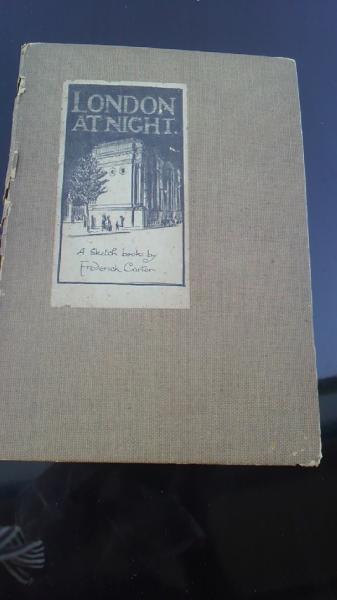 LONDON
AT NIGHT.
A Sketch book by
Frederick Carter